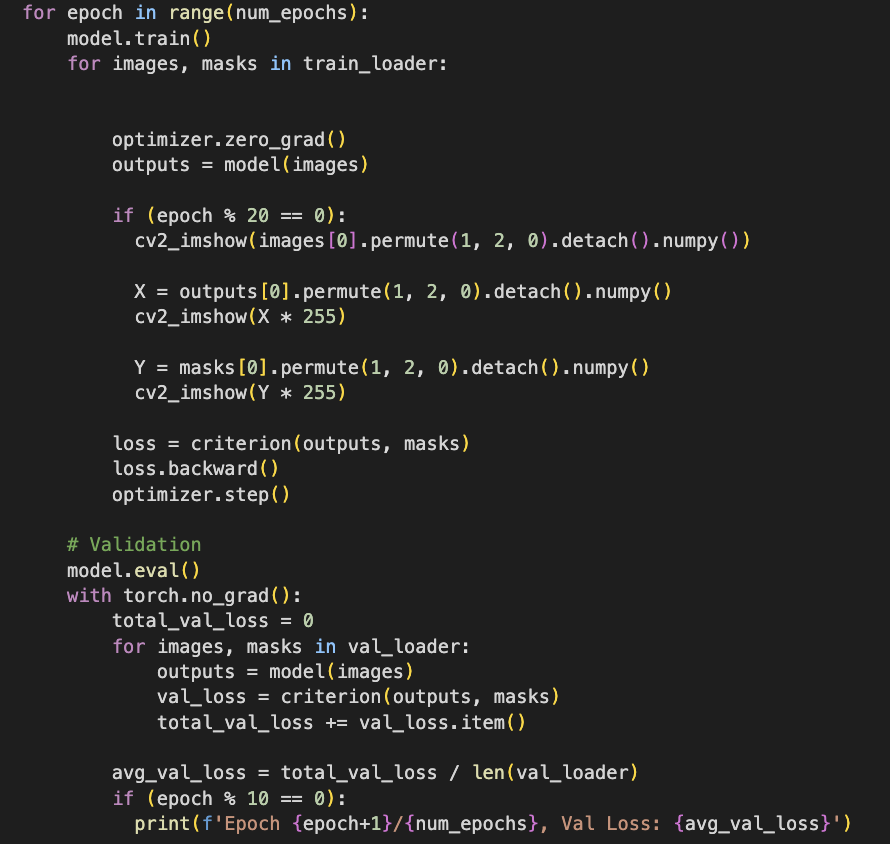 for epoch in range(num_epochs):
    model.train()
    for images, masks in train_loader:


        optimizer.zero_grad()
        outputs = model(images)

        if (epoch % 20 == 0):
          cv2_imshow(images[0].permute(1, 2, 0).detach().numpy())

          X = outputs[0].permute(1, 2, 0).detach().numpy()
          cv2_imshow(X * 255)

          Y = masks[0].permute(1, 2, 0).detach().numpy()
          cv2_imshow(Y * 255)

        loss = criterion(outputs, masks)
        loss.backward()
        optimizer.step()

    # Validation
    model.eval()
    with torch.no_grad():
        total_val_loss = 0
        for images, masks in val_loader:
            outputs = model(images)
            val_loss = criterion(outputs, masks)
            total_val_loss += val_loss.item()

        avg_val_loss = total_val_loss / len(val_loader)
        if (epoch % 10 == 0):
          print(f'Epoch {epoch+1}/{num_epochs}, Val Loss: {avg_val_loss}')